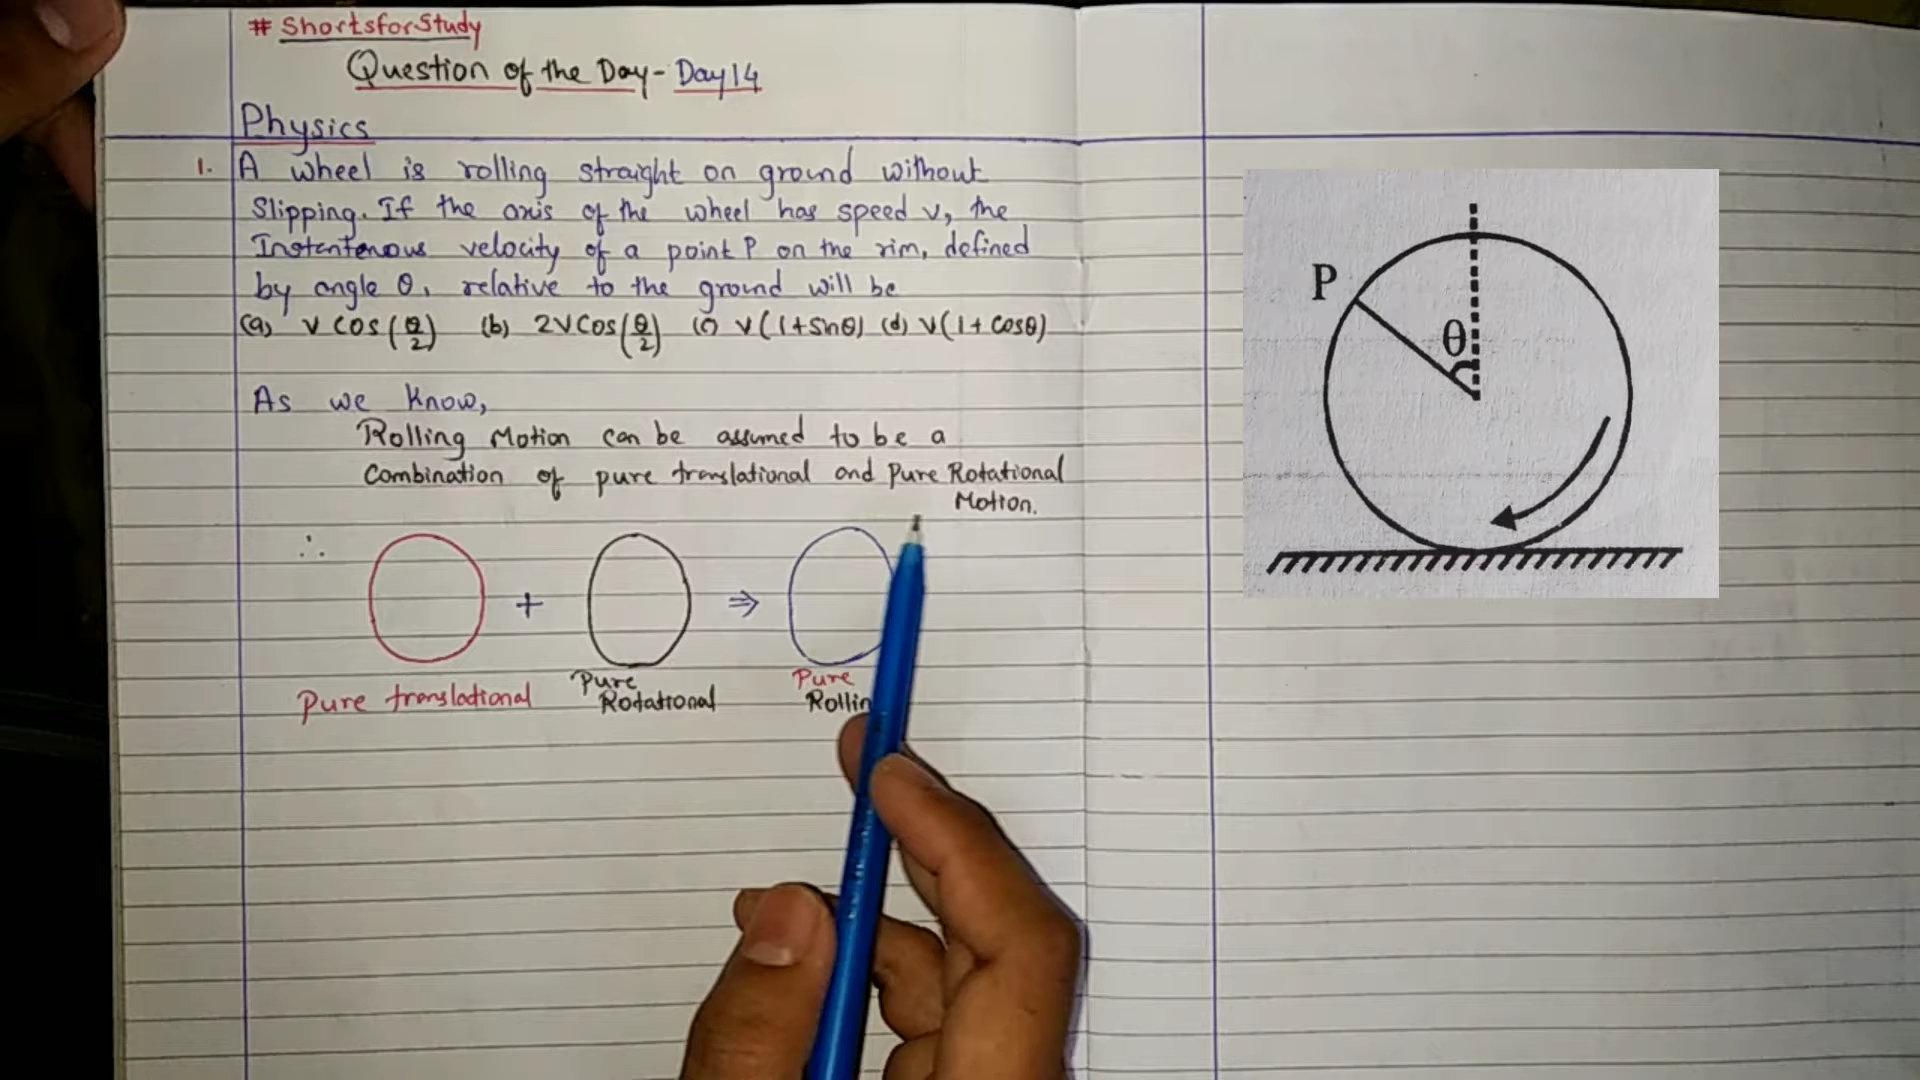 # ShortsforStudy
Question of the Day - Day 14
Physics
1. A wheel is rolling straight on ground without
Slipping. If the axis of the wheel has speed v, the
Instantenous velocity of a point P on the rim, defined
by angle θ, relative to the ground will be
(a) v cos(θ/2) (b) 2v cos(θ/2) (c) v(1+sinθ) (d) v(1+cosθ)
As we know,
Rolling Motion can be assumed to be a
Combination of pure translational and Pure Rotational
Motion.
∴ + ⇒
Pure translational
Pure
Rotational
Pure
P
θ